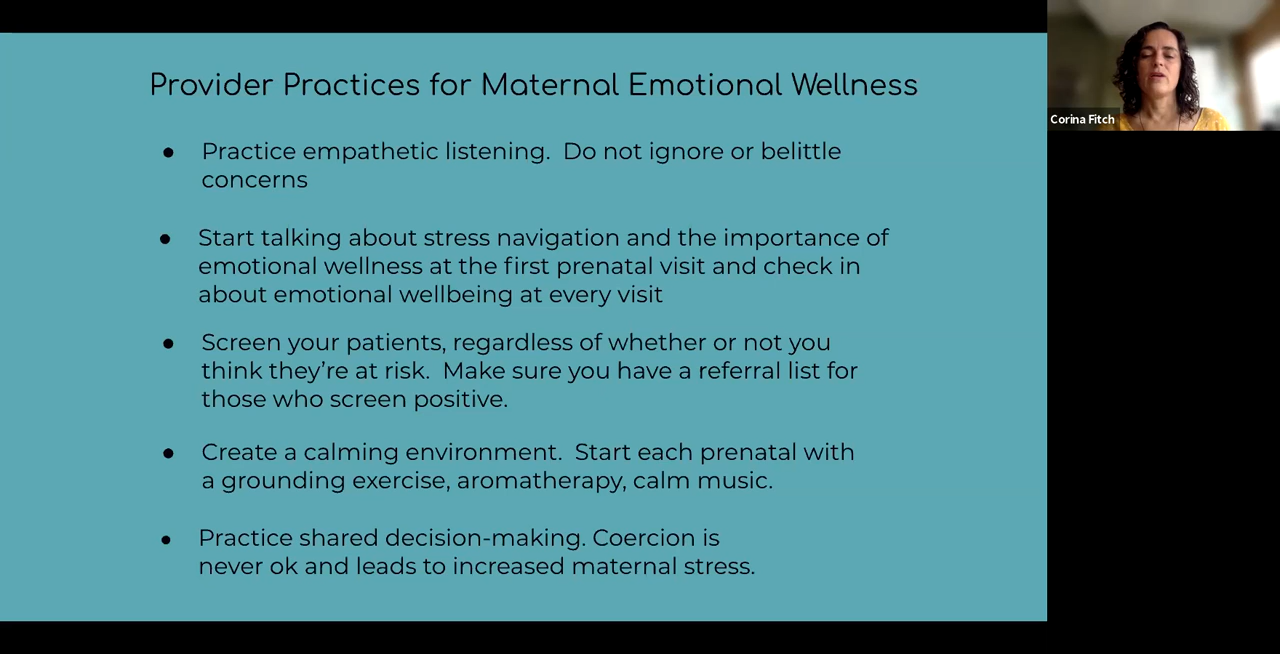 Provider Practices for Maternal Emotional Wellness
● Practice empathetic listening.  Do not ignore or belittle
concerns
● Start talking about stress navigation and the importance of
emotional wellness at the first prenatal visit and check in
about emotional wellbeing at every visit
● Screen your patients, regardless of whether or not you
think they’re at risk.  Make sure you have a referral list for
those who screen positive.
● Create a calming environment.  Start each prenatal with
a grounding exercise, aromatherapy, calm music.
● Practice shared decision-making. Coercion is
never ok and leads to increased maternal stress.
Corina Fitch